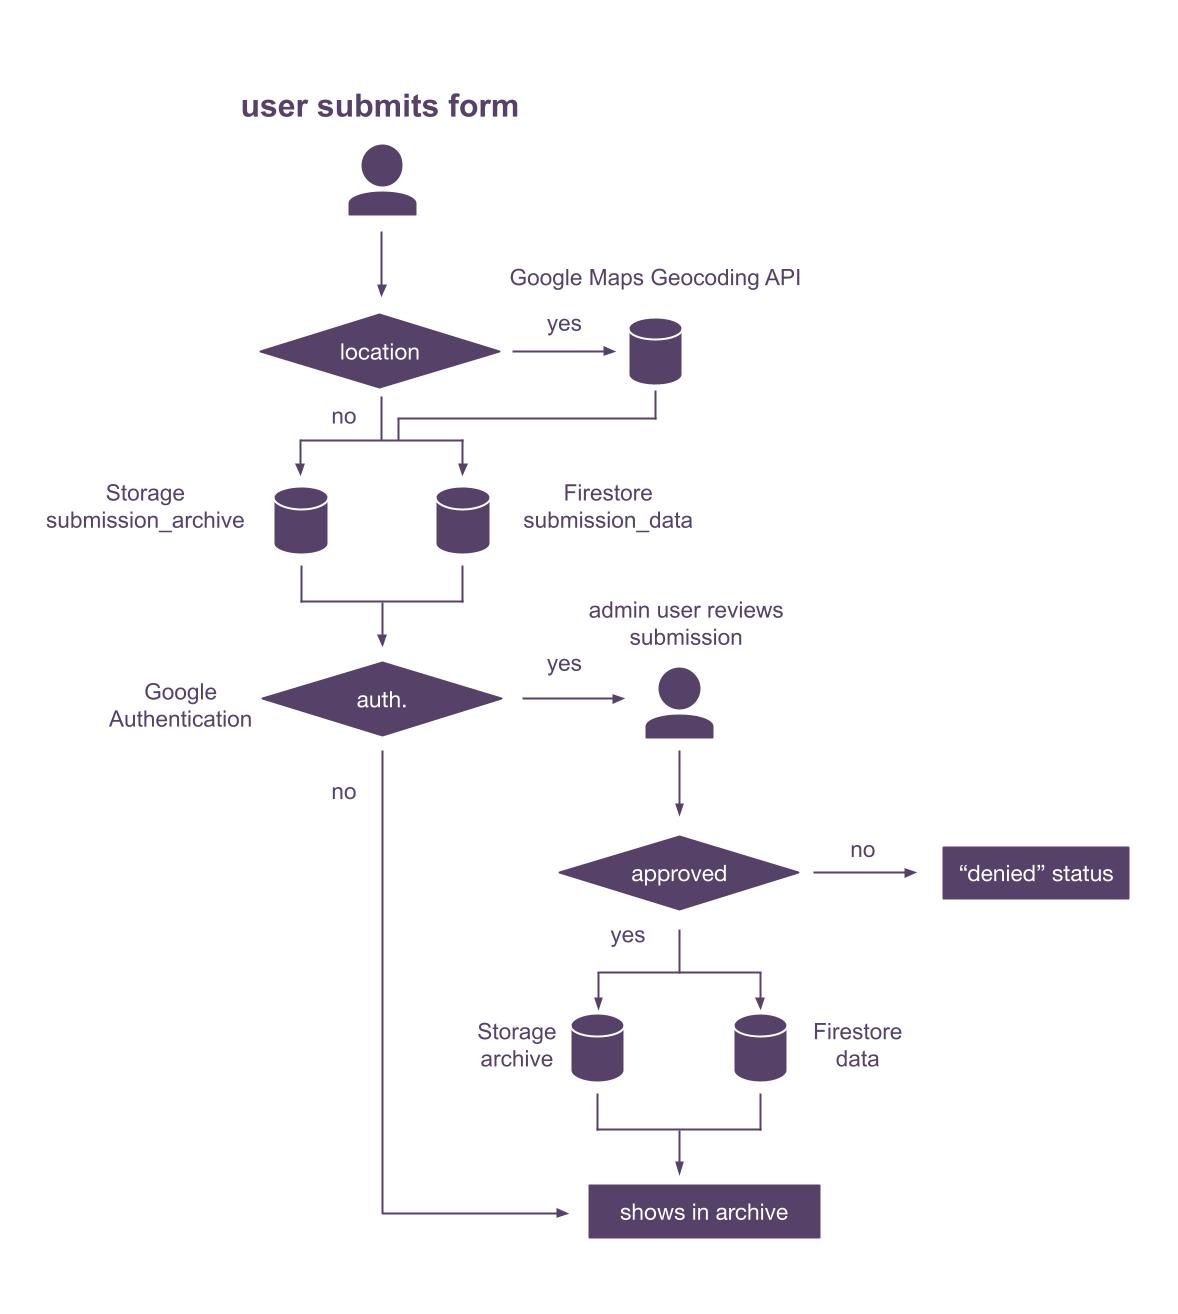 user submits form
Google Maps Geocoding API
yes
location
no
Storage
submission_archive
Firestore
submission_data
admin user reviews
submission
yes
Google
Authentication
auth.
no
approved
no
“denied” status
yes
Storage
archive
Firestore
data
shows in archive